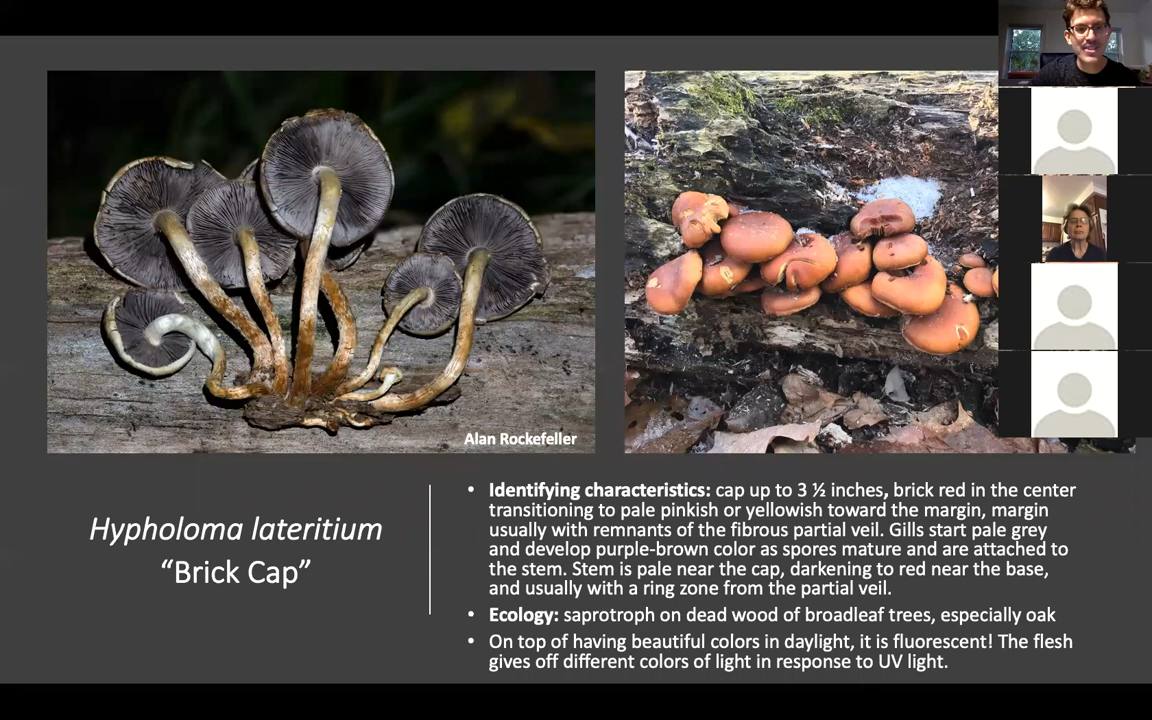 Alan Rockefeller
Hypholoma lateritium
“Brick Cap”
• Identifying characteristics: cap up to 3 ½ inches, brick red in the center
transitioning to pale pinkish or yellowish toward the margin, margin
usually with remnants of the fibrous partial veil. Gills start pale grey
and develop purple-brown color as spores mature and are attached to
the stem. Stem is pale near the cap, darkening to red near the base,
and usually with a ring zone from the partial veil.
• Ecology: saprotroph on dead wood of broadleaf trees, especially oak
• On top of having beautiful colors in daylight, it is fluorescent! The flesh
gives off different colors of light in response to UV light.